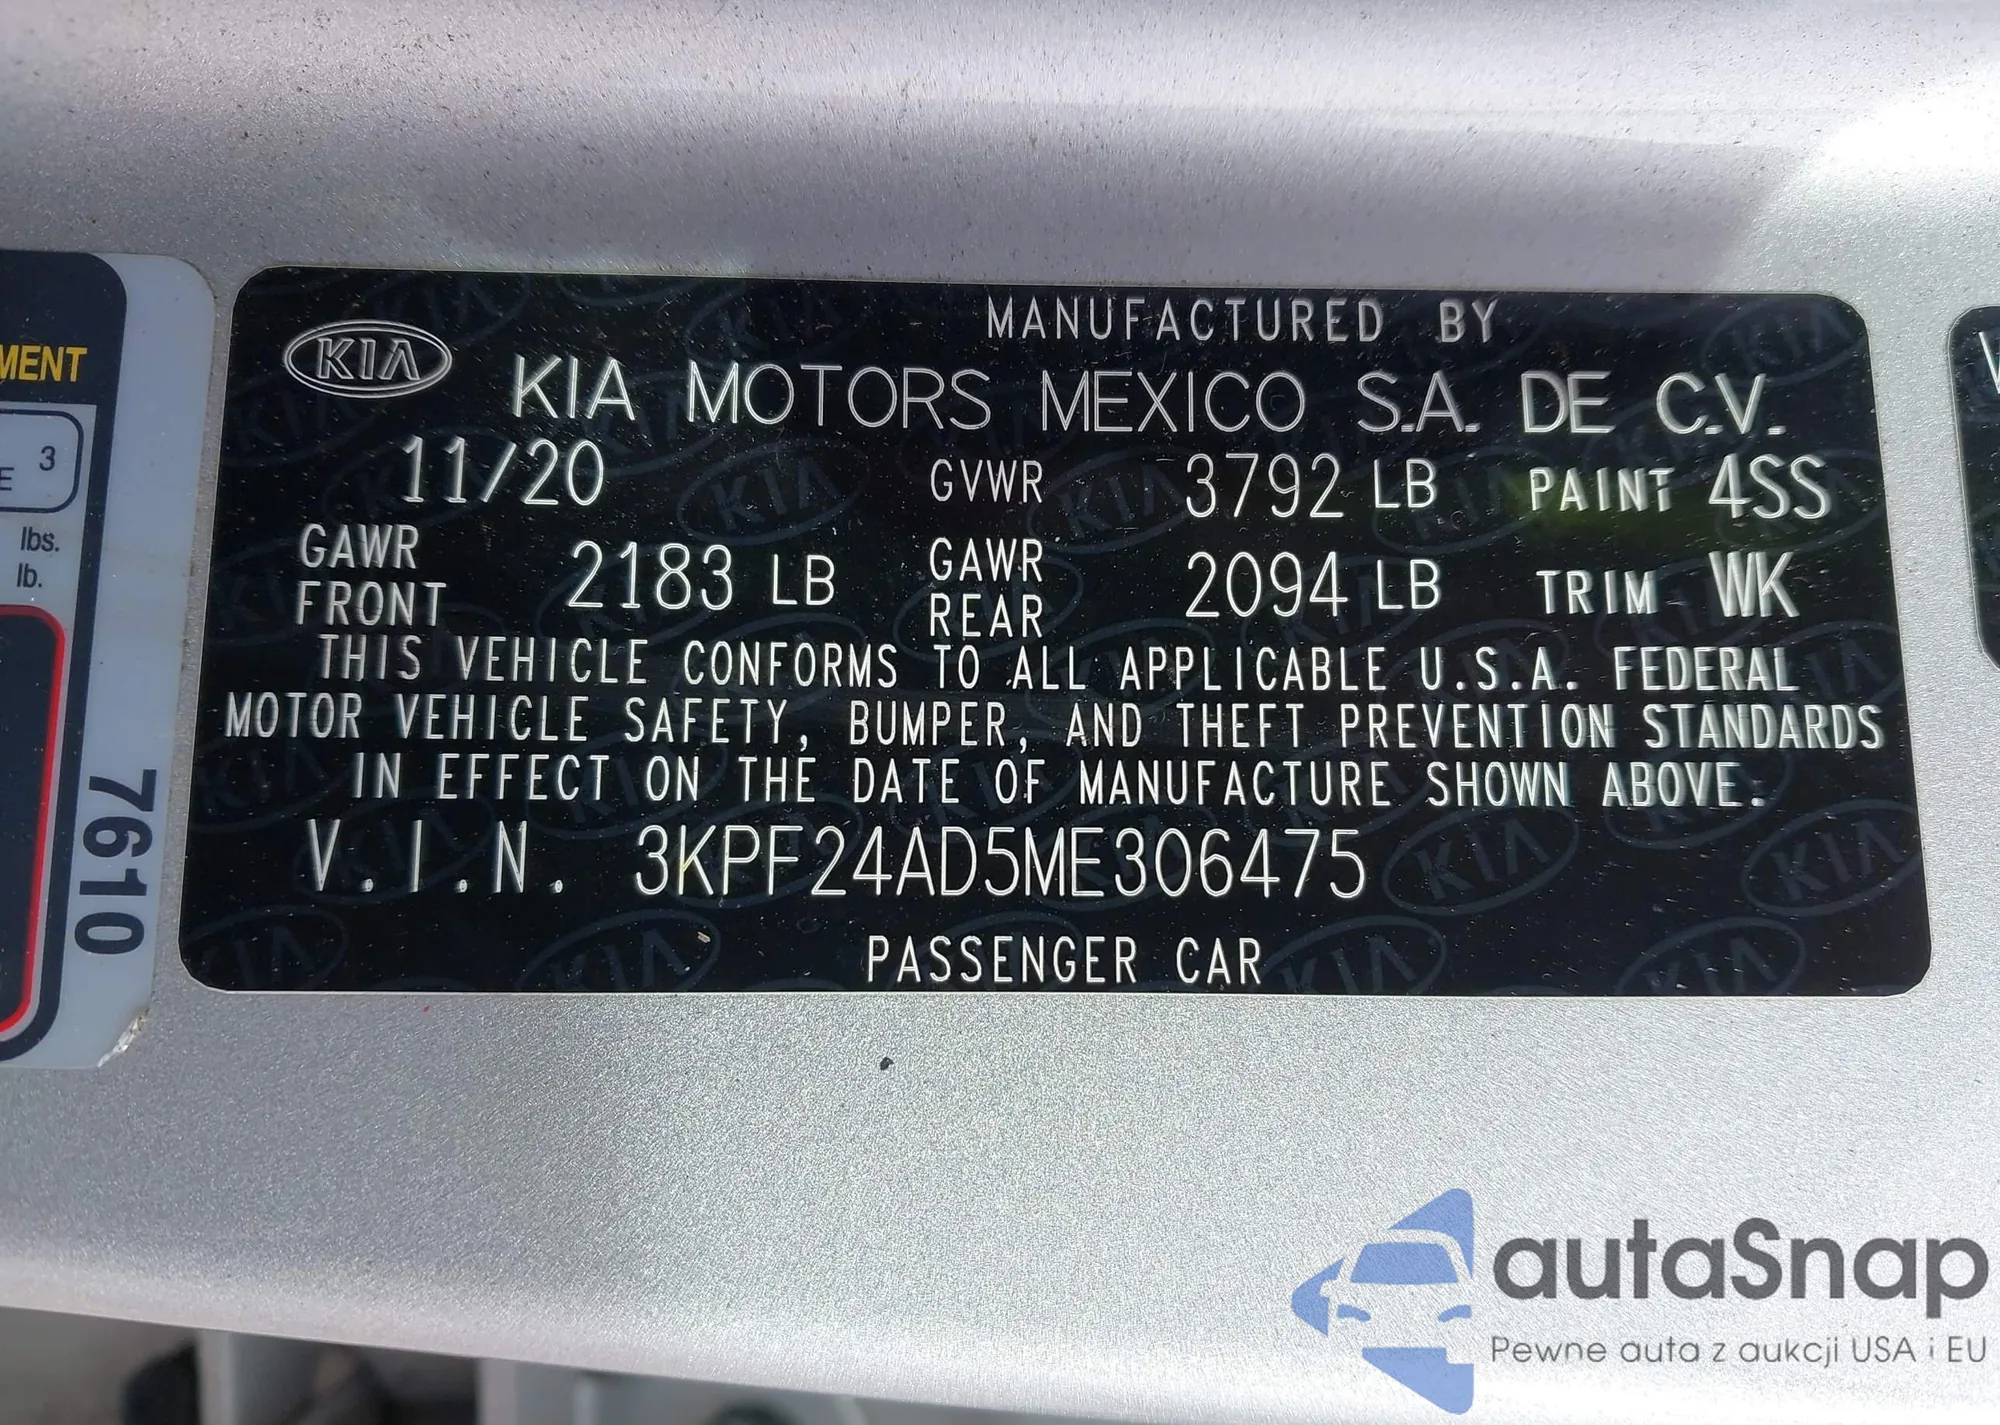 MENT
3
E
lbs.
lb.
7610
KIA
MANUFACTURED BY
KIA MOTORS MEXICO S.A. DE C.V.
11/20 GVWR 3792 LB PAINT 4SS
GAWR FRONT 2183 LB GAWR REAR 2094 LB TRIM WK
THIS VEHICLE CONFORMS TO ALL APPLICABLE U.S.A. FEDERAL
MOTOR VEHICLE SAFETY, BUMPER, AND THEFT PREVENTION STANDARDS
IN EFFECT ON THE DATE OF MANUFACTURE SHOWN ABOVE.
V.I.N. 3KPF24AD5ME306475
PASSENGER CAR
autaSnap
Pewne auta z aukcji USA i EU